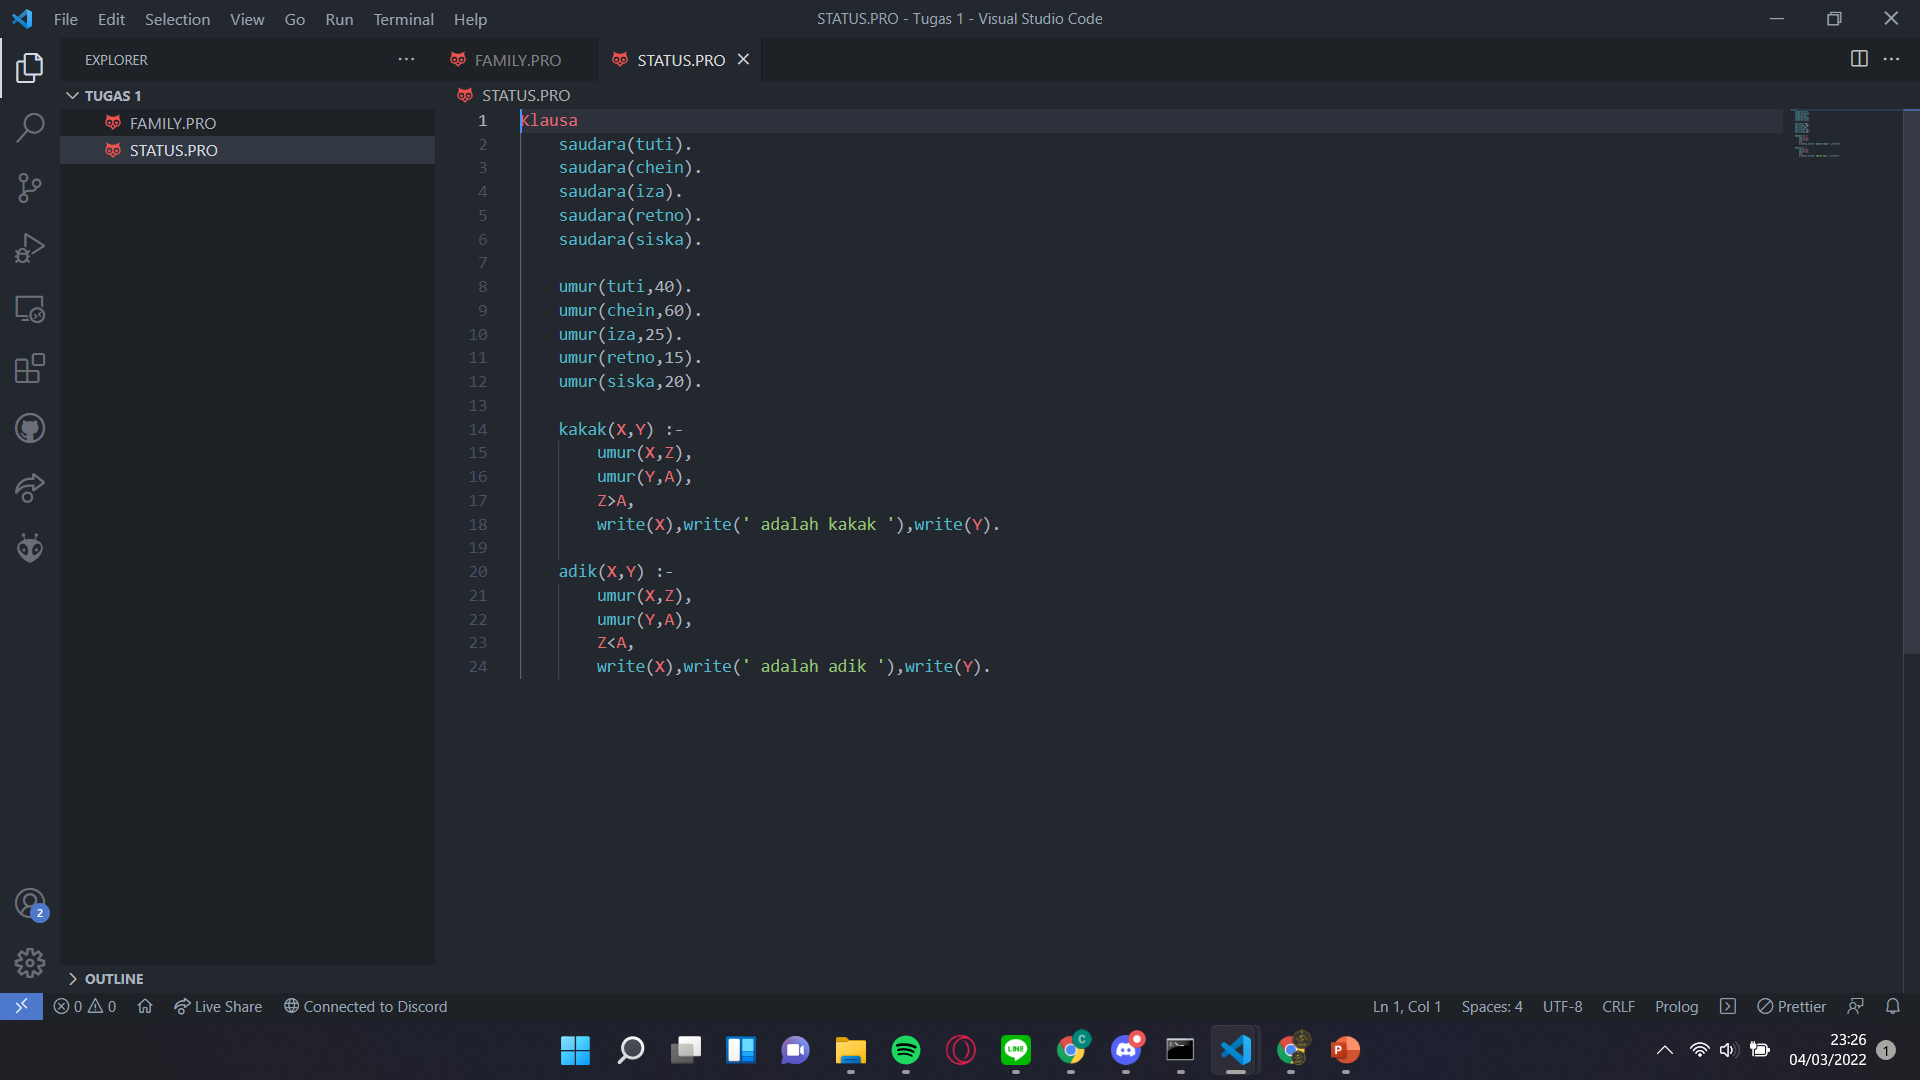 File Edit Selection View Go Run Terminal Help
STATUS.PRO - Tugas 1 - Visual Studio Code
EXPLORER
FAMILY.PRO
STATUS.PRO
TUGAS 1
FAMILY.PRO
STATUS.PRO
STATUS.PRO
1 Klausa
2 saudara(tuti).
3 saudara(chein).
4 saudara(iza).
5 saudara(retno).
6 saudara(siska).
7
8 umur(tuti,40).
9 umur(chein,60).
10 umur(iza,25).
11 umur(retno,15).
12 umur(siska,20).
13
14 kakak(X,Y) :-
15 umur(X,Z),
16 umur(Y,A),
17 Z>A,
18 write(X),write(' adalah kakak '),write(Y).
19
20 adik(X,Y) :-
21 umur(X,Z),
22 umur(Y,A),
23 Z<A,
24 write(X),write(' adalah adik '),write(Y).
2
OUTLINE
0 0 Live Share Connected to Discord
Ln 1, Col 1 Spaces: 4 UTF-8 CRLF Prolog Prettier
LINE
C
P
23:26
04/03/2022
1